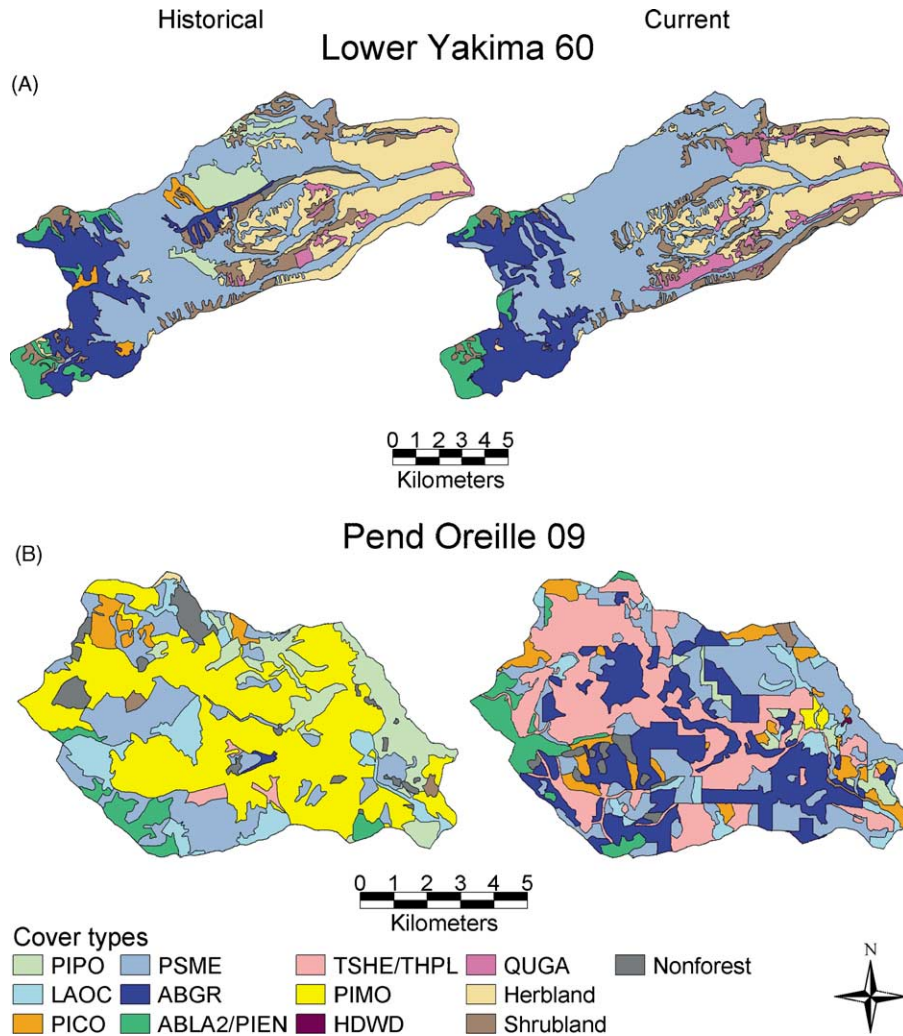 Historical Current
Lower Yakima 60
(A)
0 1 2 3 4 5
Kilometers
Pend Oreille 09
(B)
0 1 2 3 4 5
Kilometers
Cover types
PIPO PSME TSHE/THPL QUGA Nonforest
LAOC ABGR PIMO Herbland
PICO ABLA2/PIEN HDWD Shrubland
N